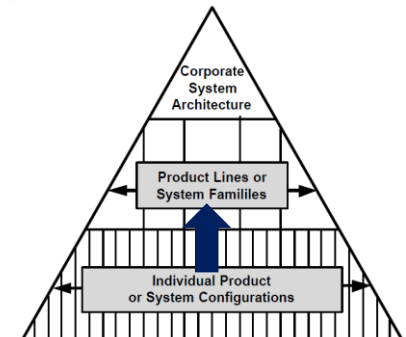 Corporate
System
Architecture
Product Lines or
System Famililes
Individual Product
or System Configurations